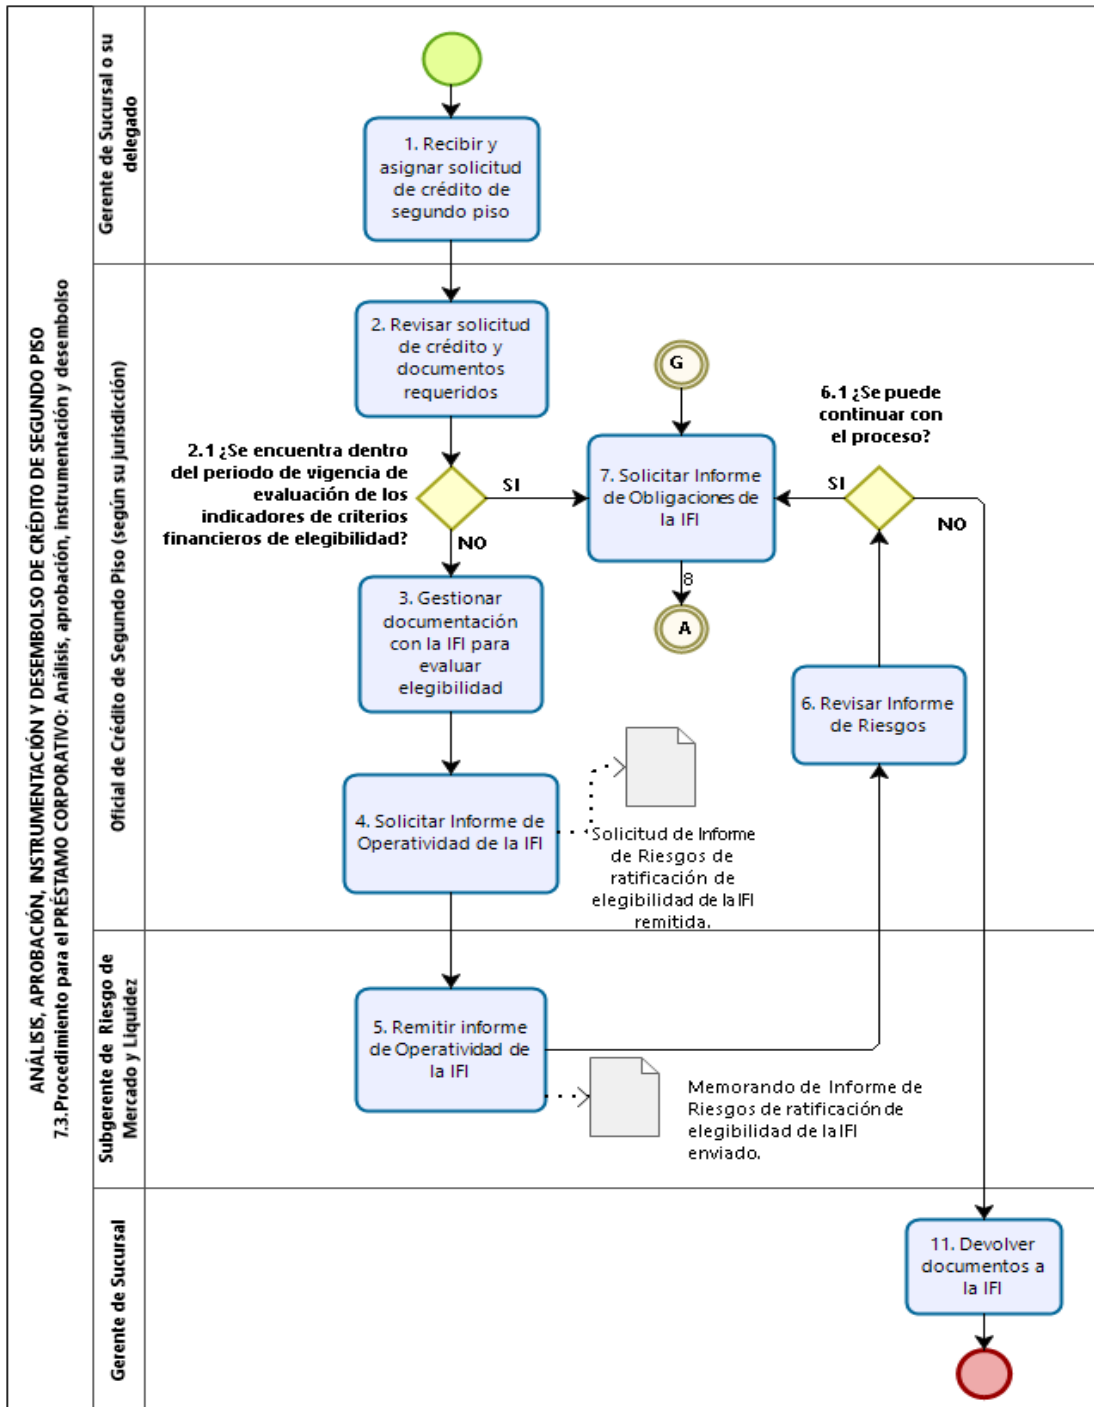 ANÁLISIS, APROBACIÓN, INSTRUMENTACIÓN Y DESEMBOLSO DE CRÉDITO DE SEGUNDO PISO
7.3.Procedimiento para el PRÉSTAMO CORPORATIVO: Análisis, aprobación, instrumentación y desembolso
Gerente de Sucursal o su
delegado
1. Recibir y
asignar solicitud
de crédito de
segundo piso
Oficial de Crédito de Segundo Piso (según su jurisdicción)
2. Revisar solicitud
de crédito y
documentos
requeridos
2.1 ¿Se encuentra dentro
del periodo de vigencia de
evaluación de los
indicadores de criterios
financieros de elegibilidad?
SI
NO
G
7. Solicitar Informe
de Obligaciones de
la IFI
8
A
6.1 ¿Se puede
continuar con
el proceso?
SI
NO
3. Gestionar
documentación
con la IFI para
evaluar
elegibilidad
6. Revisar Informe
de Riesgos
4. Solicitar Informe de
Operatividad de la IFI
Solicitud de Informe
de Riesgos de
ratificación de
elegibilidad de la IFI
remitida.
Subgerente de Riesgo de
Mercado y Liquidez
5. Remitir informe
de Operatividad de
la IFI
Memorando de Informe de
Riesgos de ratificación de
elegibilidad de la IFI
enviado.
Gerente de Sucursal
11. Devolver
documentos a
la IFI